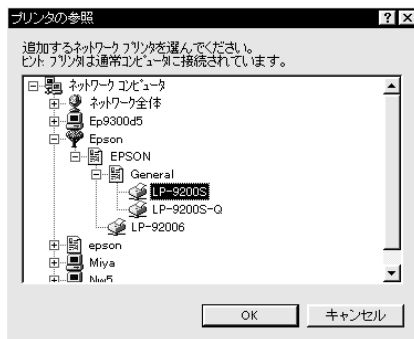 プリンタの参照
追加するネットワーク プリンタを選んでください。
ヒント プリンタは通常コンピュータに接続されています。
ネットワーク コンピュータ
ネットワーク全体
Ep9300d5
Epson
EPSON
General
LP-9200S
LP-9200S-Q
LP-92006
epson
Miya
Nw5
OK
キャンセル